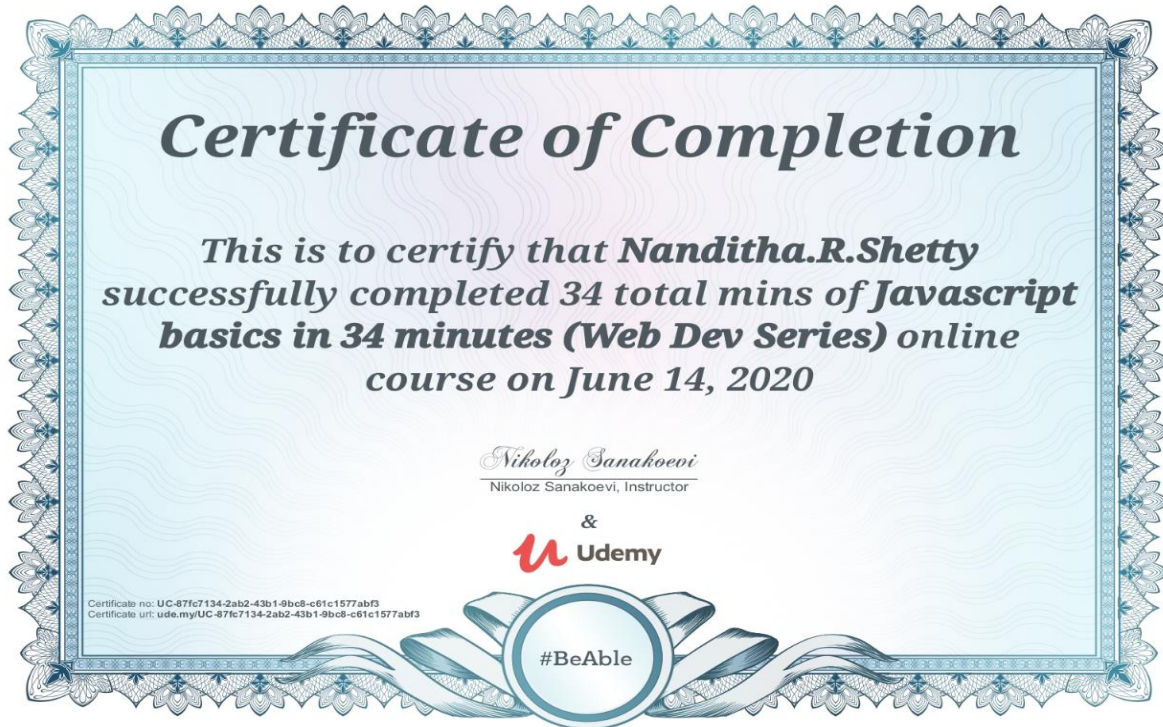 Certificate of Completion
This is to certify that Nanditha.R.Shetty
successfully completed 34 total mins of Javascript
basics in 34 minutes (Web Dev Series) online
course on June 14, 2020
Nikoloz Sanakoevi
Nikoloz Sanakoevi, Instructor
&
Udemy
Certificate no: UC-87fc7134-2ab2-43b1-9bc8-c61c1577abf3
Certificate url: ude.my/UC-87fc7134-2ab2-43b1-9bc8-c61c1577abf3
#BeAble